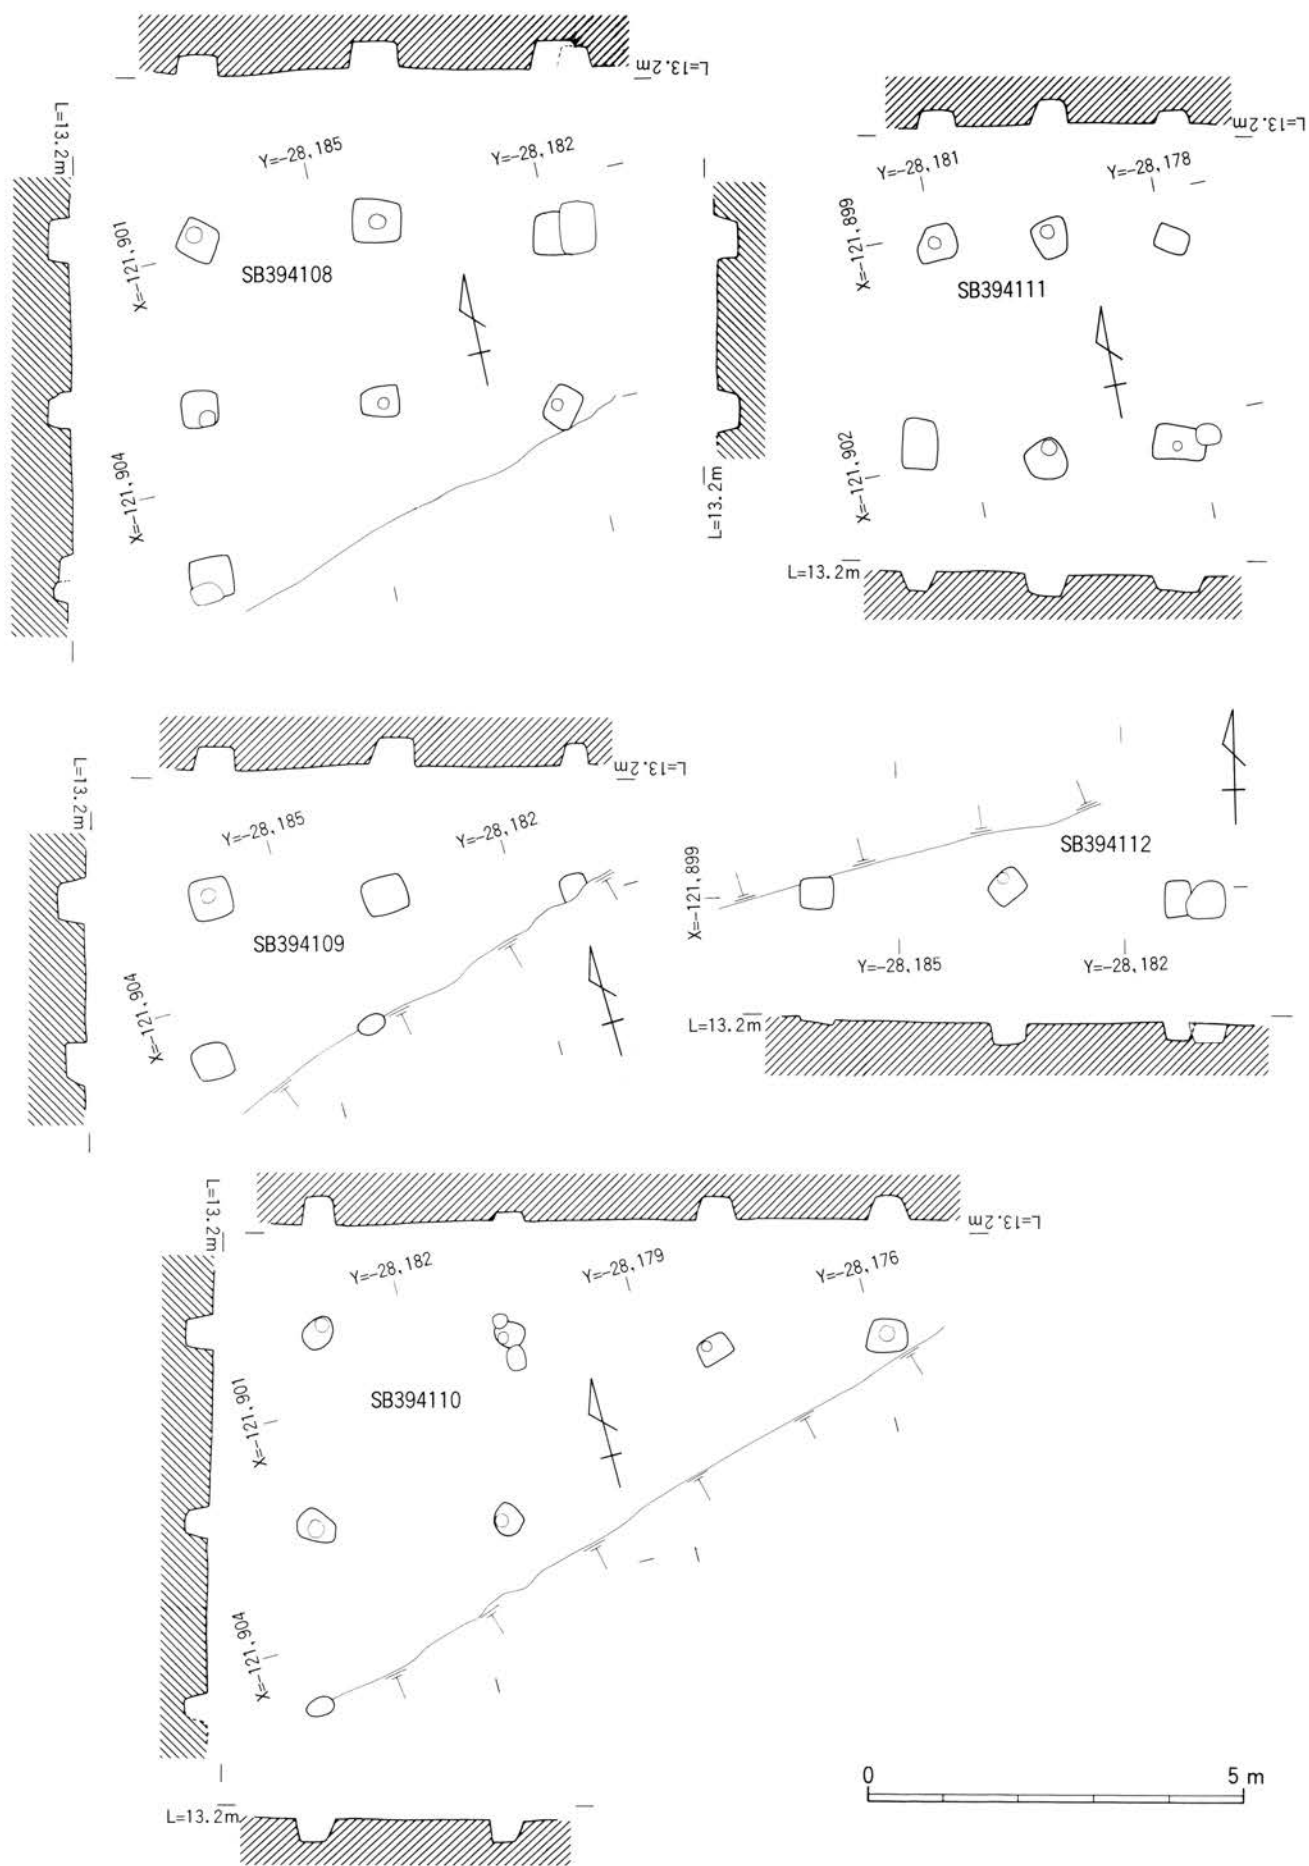 L=13.2m
L=13.2m
Y=-28,185
Y=-28,182
X=-121,901
SB394108
X=-121,904
L=13.2m
L=13.2m
Y=-28,181
Y=-28,178
X=-121,899
SB394111
X=-121,902
L=13.2m
L=13.2m
L=13.2m
Y=-28,185
Y=-28,182
SB394109
X=-121,904
SB394112
X=-121,899
Y=-28,185
Y=-28,182
L=13.2m
L=13.2m
L=13.2m
Y=-28,182
Y=-28,179
Y=-28,176
SB394110
X=-121,901
X=-121,904
L=13.2m
0 5 m